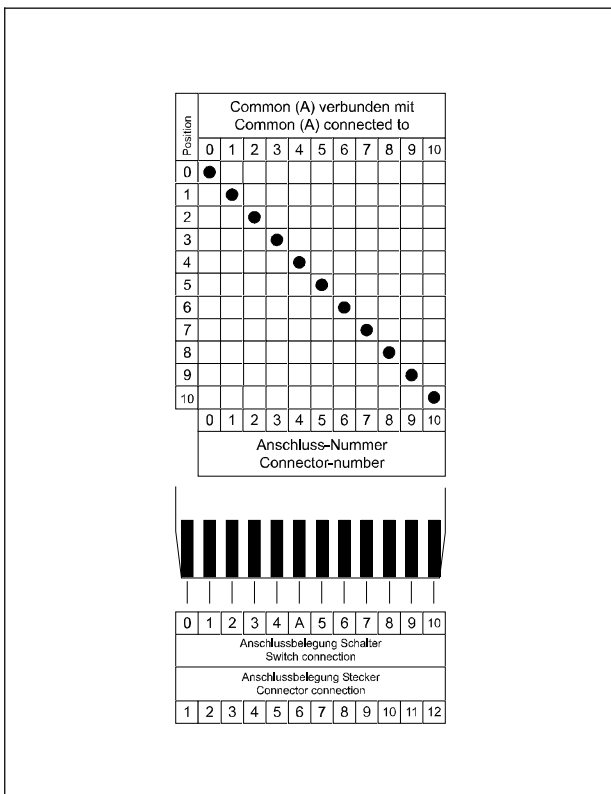 Position
Common (A) verbunden mit
Common (A) connected to
0 1 2 3 4 5 6 7 8 9 10
0
1
2
3
4
5
6
7
8
9
10
0 1 2 3 4 5 6 7 8 9 10
Anschluss-Nummer
Connector-number
0 1 2 3 4 A 5 6 7 8 9 10
Anschlussbelegung Schalter
Switch connection
Anschlussbelegung Stecker
Connector connection
1 2 3 4 5 6 7 8 9 10 11 12